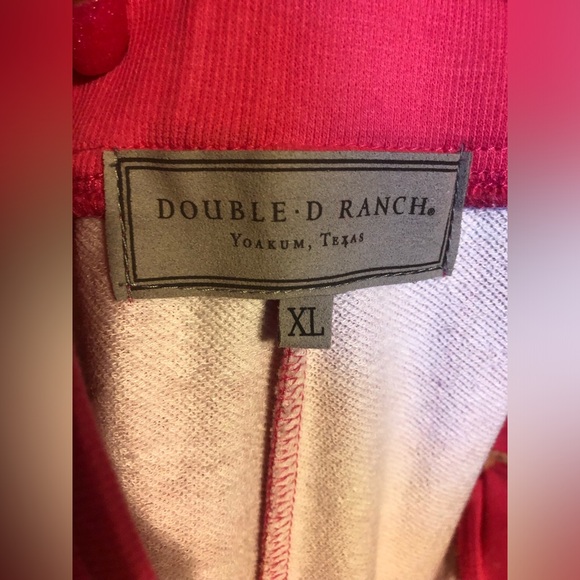 DOUBLE · D RANCH®
YOAKUM, TEXAS
XL